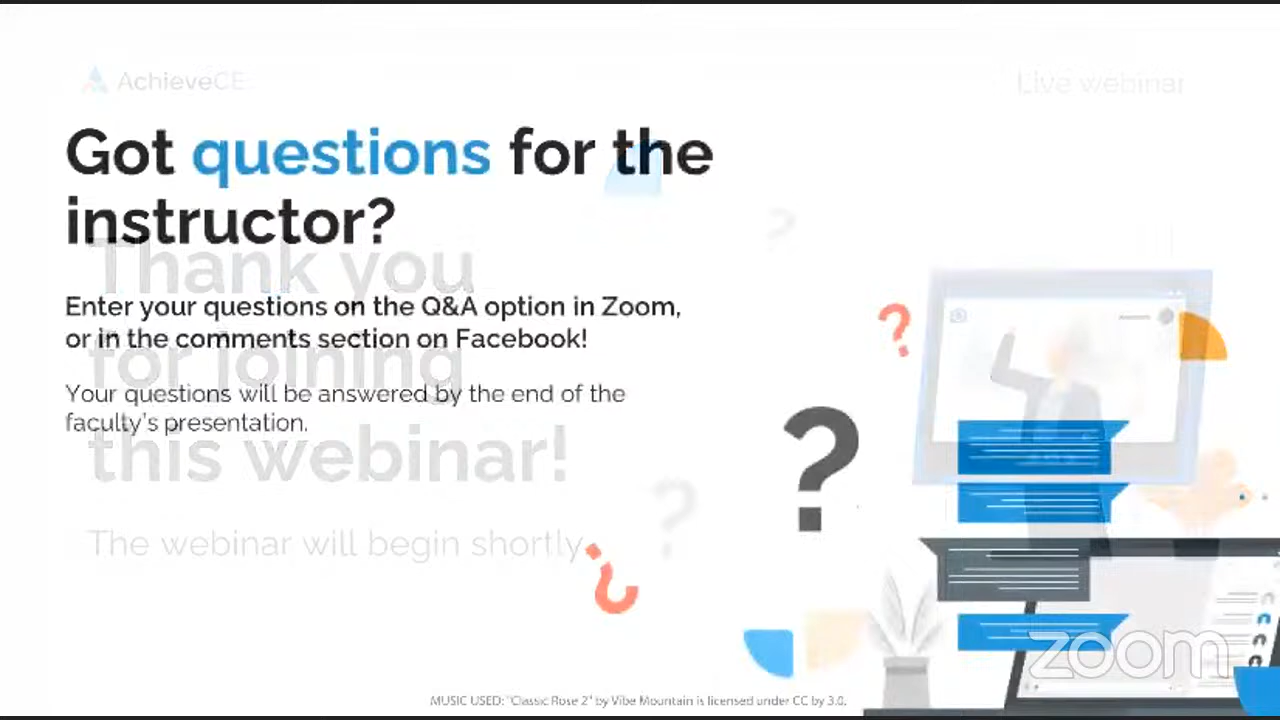 AchieveCE
Live webinar
Got questions for the
instructor?
Thank you
for joining
this webinar!
Enter your questions on the Q&A option in Zoom,
or in the comments section on Facebook!
Your questions will be answered by the end of the
faculty's presentation.
The webinar will begin shortly
zoom
MUSIC USED: "Classic Rose 2" by Vibe Mountain is licensed under CC by 3.0.